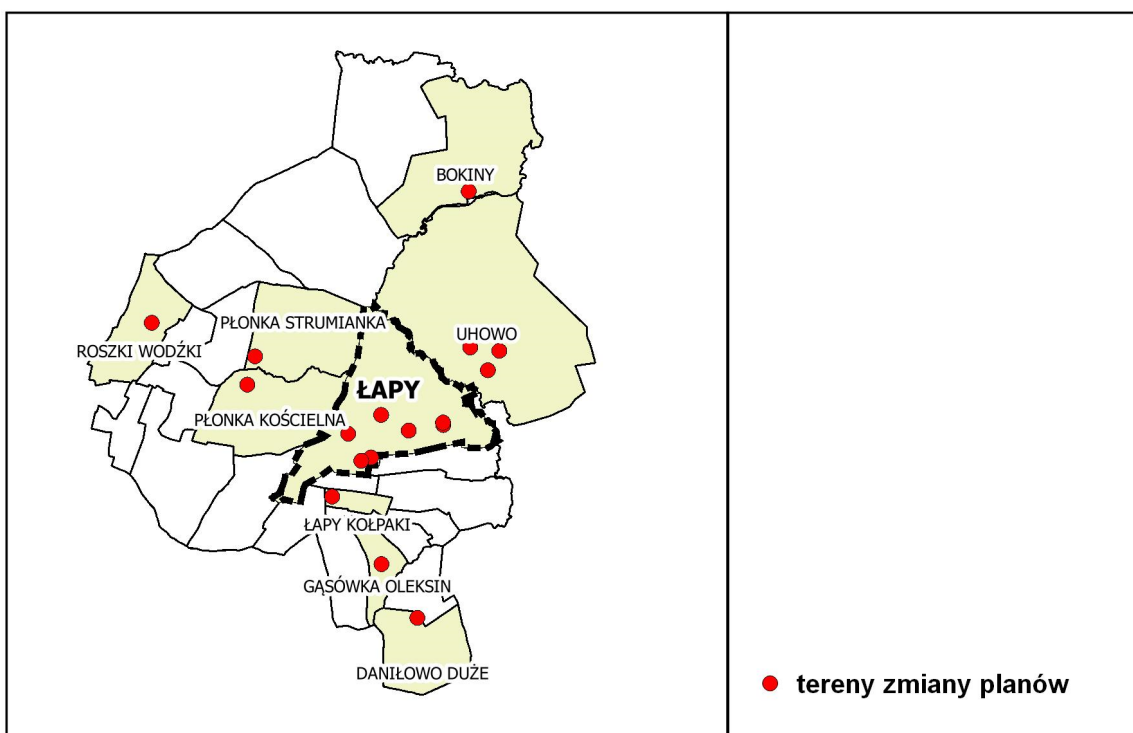 BOKINY
PŁONKA STRUMIANKA
UHOWO
ROSZKI WODŹKI
ŁAPY
PŁONKA KOŚCIELNA
ŁAPY KOŁPAKI
GĄSÓWKA OLEKSIN
DANIŁOWO DUŻE
tereny zmiany planów